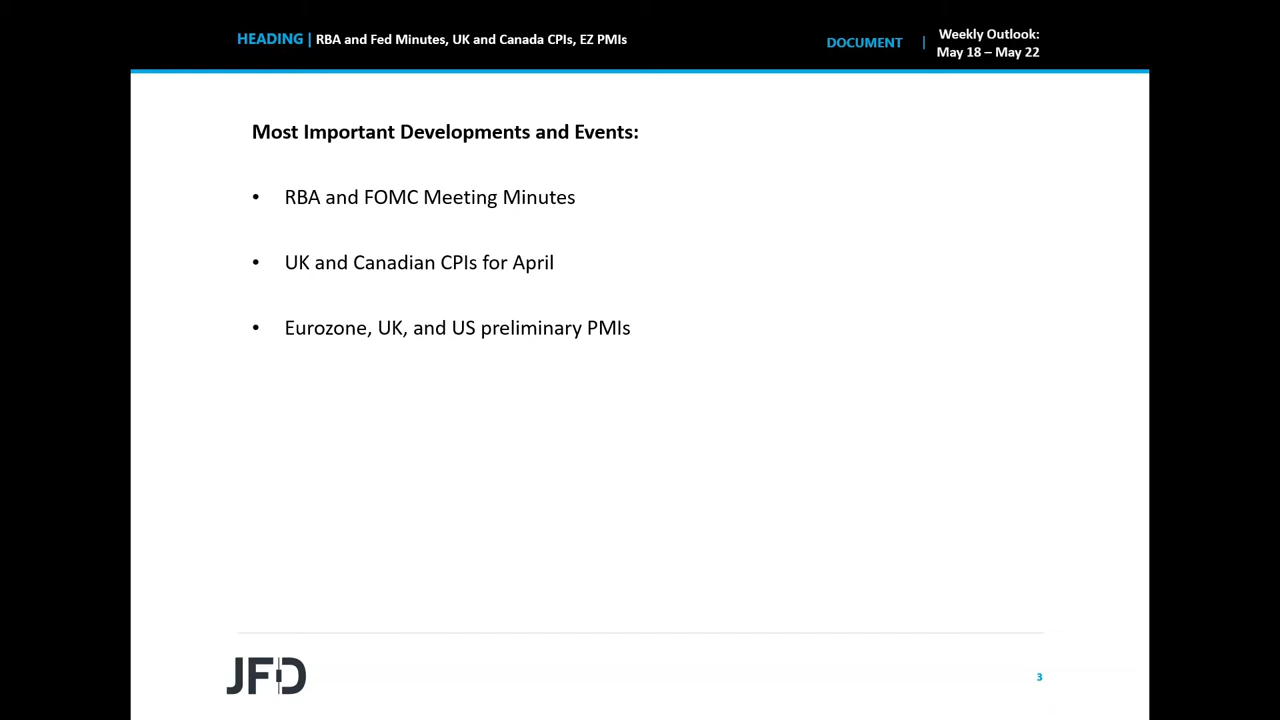 HEADING | RBA and Fed Minutes, UK and Canada CPIs, EZ PMIs
DOCUMENT | Weekly Outlook:
May 18 – May 22
Most Important Developments and Events:
• RBA and FOMC Meeting Minutes
• UK and Canadian CPIs for April
• Eurozone, UK, and US preliminary PMIs
JFD
3